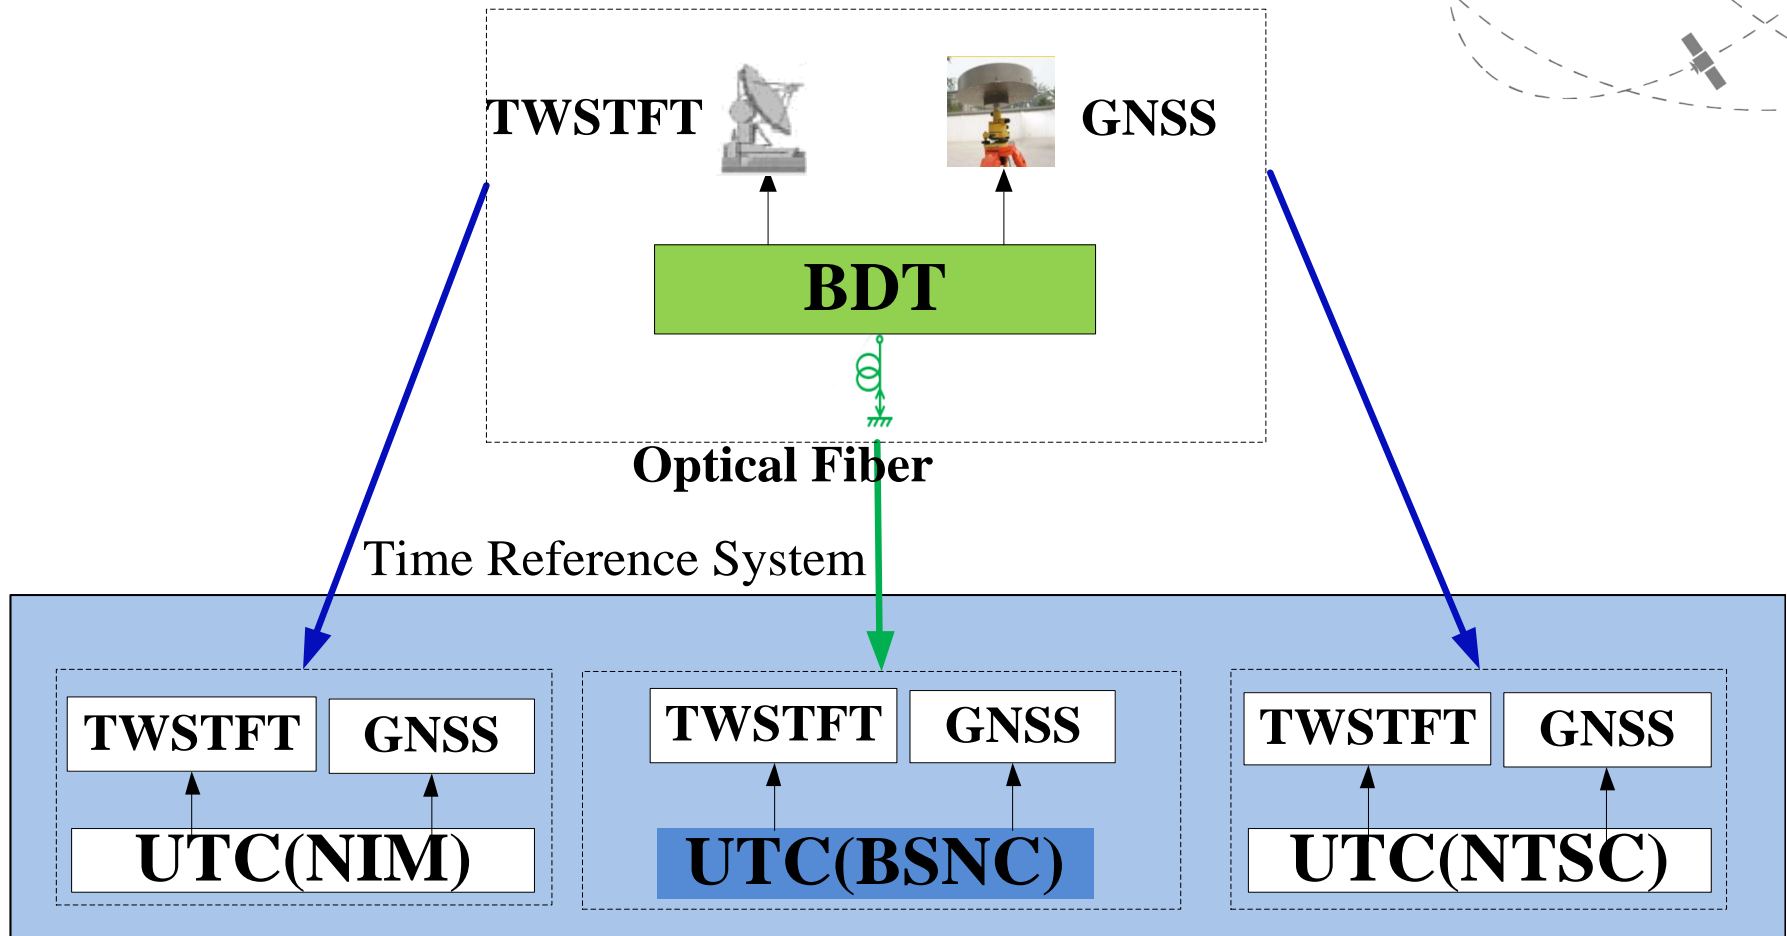 TWSTFT
GNSS
BDT
Optical Fiber
Time Reference System
TWSTFT
GNSS
UTC(NIM)
TWSTFT
GNSS
UTC(BSNC)
TWSTFT
GNSS
UTC(NTSC)